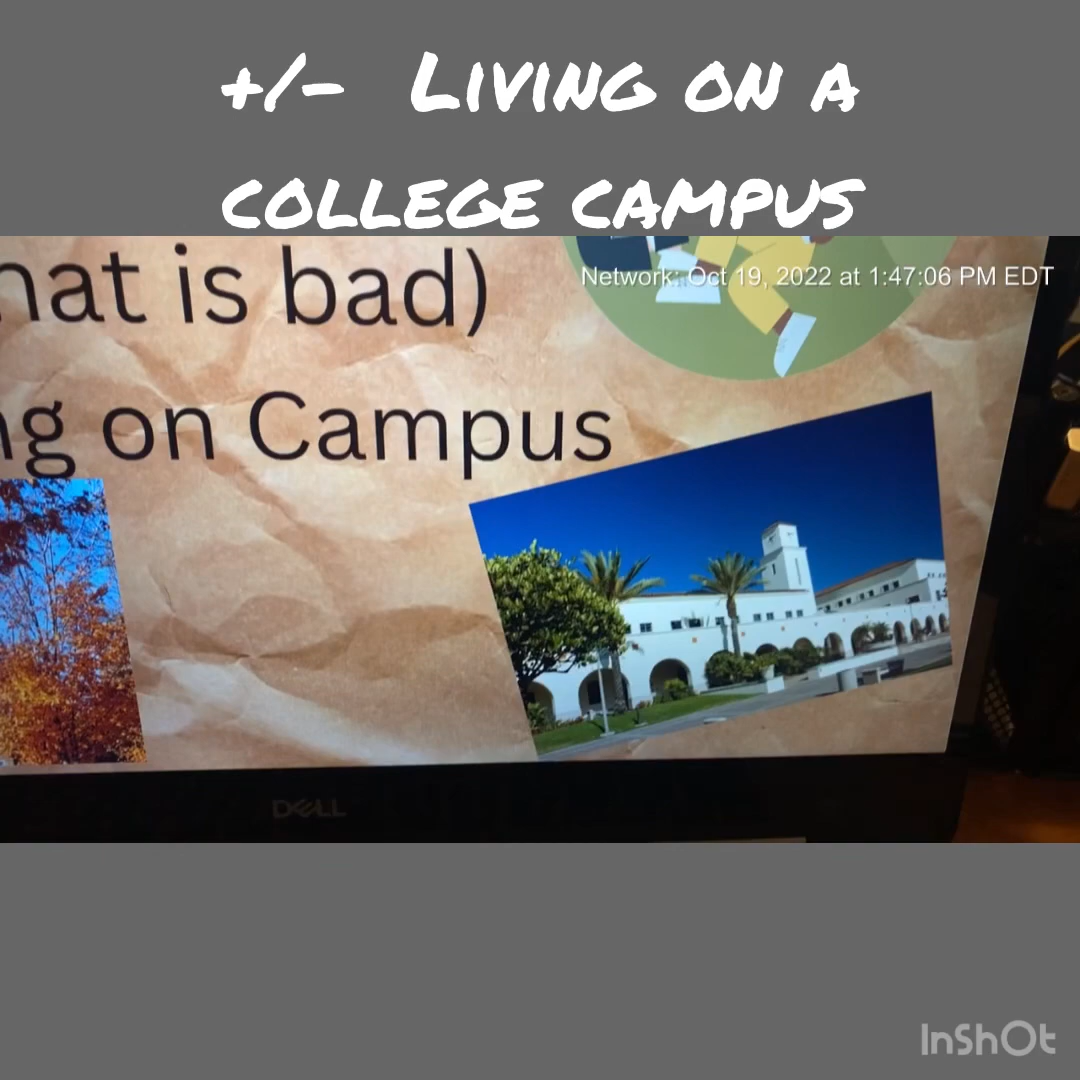 +/- LIVING ON A
COLLEGE CAMPUS
Network: Oct 19, 2022 at 1:47:06 PM EDT
hat is bad)
ng on Campus
DELL
InShOt